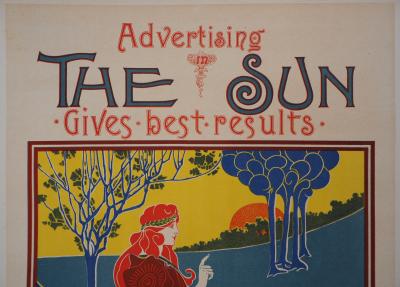 Advertising
in
THE SUN
·Gives·best·results·